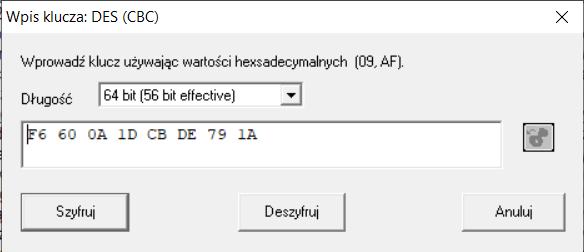 Wpis klucza: DES (CBC)
Wprowadź klucz używając wartości hexsadecymalnych (09, AF).
Długość 64 bit (56 bit effective)
F6 60 0A 1D CB DE 79 1A
Szyfruj Deszyfruj Anuluj